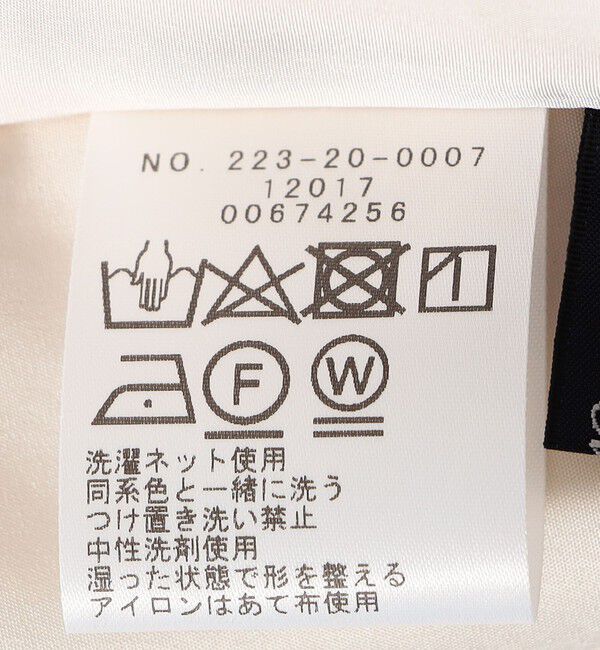 NO. 223-20-0007
12017
00674256
F W
洗濯ネット使用
同系色と一緒に洗う
つけ置き洗い禁止
中性洗剤使用
湿った状態で形を整える
アイロンはあて布使用